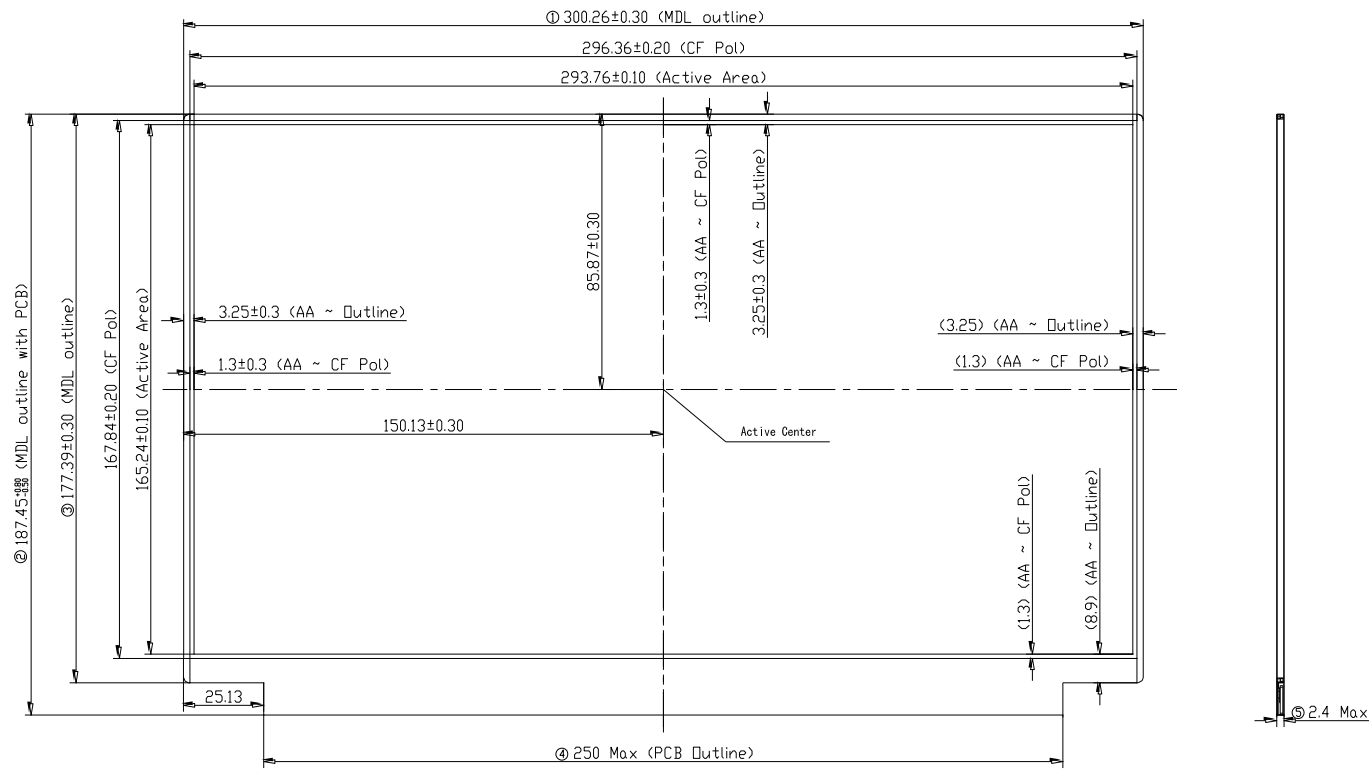 ① 300.26±0.30 (MDL outline)
296.36±0.20 (CF Pol)
293.76±0.10 (Active Area)
② 187.45 +0.80 -0.50 (MDL outline with PCB)
③ 177.39±0.30 (MDL outline)
167.84±0.20 (CF Pol)
165.24±0.10 (Active Area)
3.25±0.3 (AA ~ Outline)
1.3±0.3 (AA ~ CF Pol)
85.87±0.30
1.3±0.3 (AA ~ CF Pol)
3.25±0.3 (AA ~ Outline)
(3.25) (AA ~ Outline)
(1.3) (AA ~ CF Pol)
150.13±0.30
Active Center
(1.3) (AA ~ CF Pol)
(8.9) (AA ~ Outline)
25.13
④ 250 Max (PCB Outline)
⑤ 2.4 Max